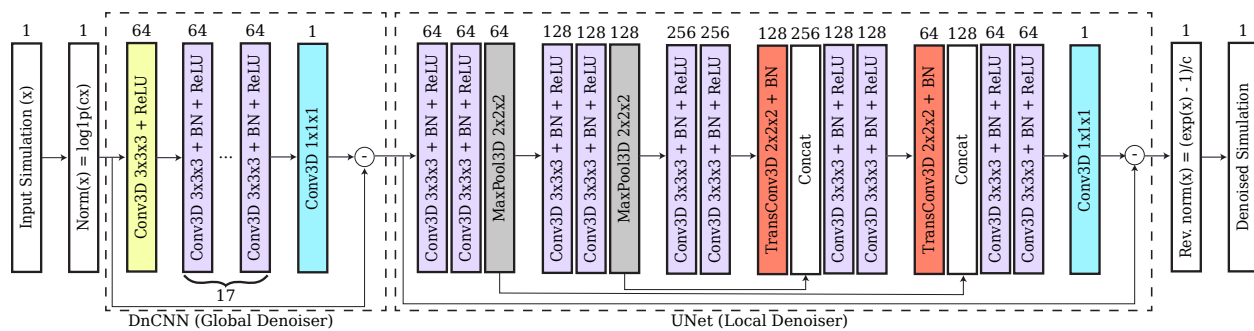 1
Input Simulation (x)
1
Norm(x) = log1p(cx)
64
Conv3D 3x3x3 + ReLU
64
Conv3D 3x3x3 + BN + ReLU
...
64
Conv3D 3x3x3 + BN + ReLU
17
1
Conv3D 1x1x1
-
DnCNN (Global Denoiser)
64
Conv3D 3x3x3 + BN + ReLU
64
Conv3D 3x3x3 + BN + ReLU
64
MaxPool3D 2x2x2
128
Conv3D 3x3x3 + BN + ReLU
128
Conv3D 3x3x3 + BN + ReLU
128
MaxPool3D 2x2x2
256
Conv3D 3x3x3 + BN + ReLU
256
Conv3D 3x3x3 + BN + ReLU
128
TransConv3D 2x2x2 + BN
256
Concat
128
Conv3D 3x3x3 + BN + ReLU
128
Conv3D 3x3x3 + BN + ReLU
64
TransConv3D 2x2x2 + BN
128
Concat
64
Conv3D 3x3x3 + BN + ReLU
64
Conv3D 3x3x3 + BN + ReLU
1
Conv3D 1x1x1
-
UNet (Local Denoiser)
1
Rev. norm(x) = (exp(x) - 1)/c
1
Denoised Simulation